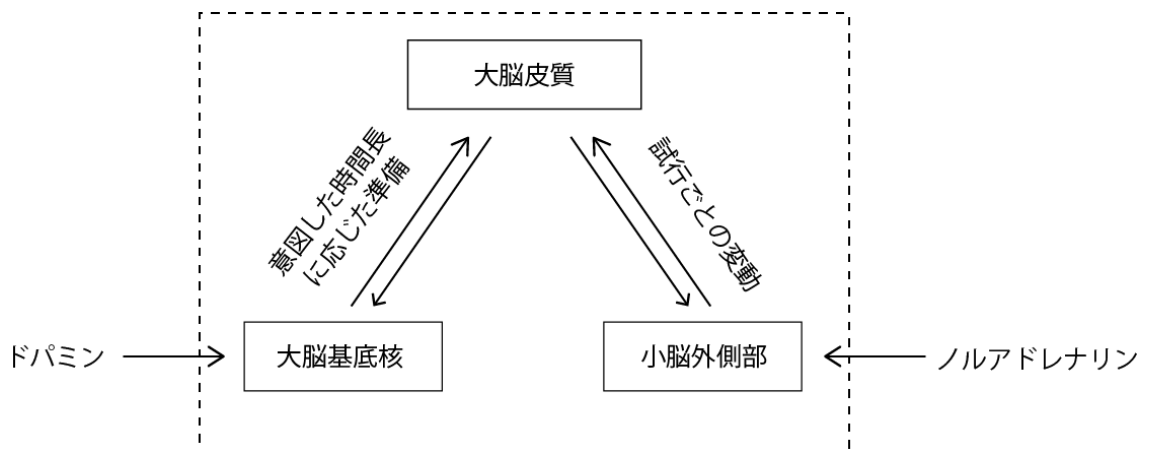 大脳皮質
意図した時間長
に応じた準備
試行ごとの変動
ドパミン
大脳基底核
小脳外側部
ノルアドレナリン